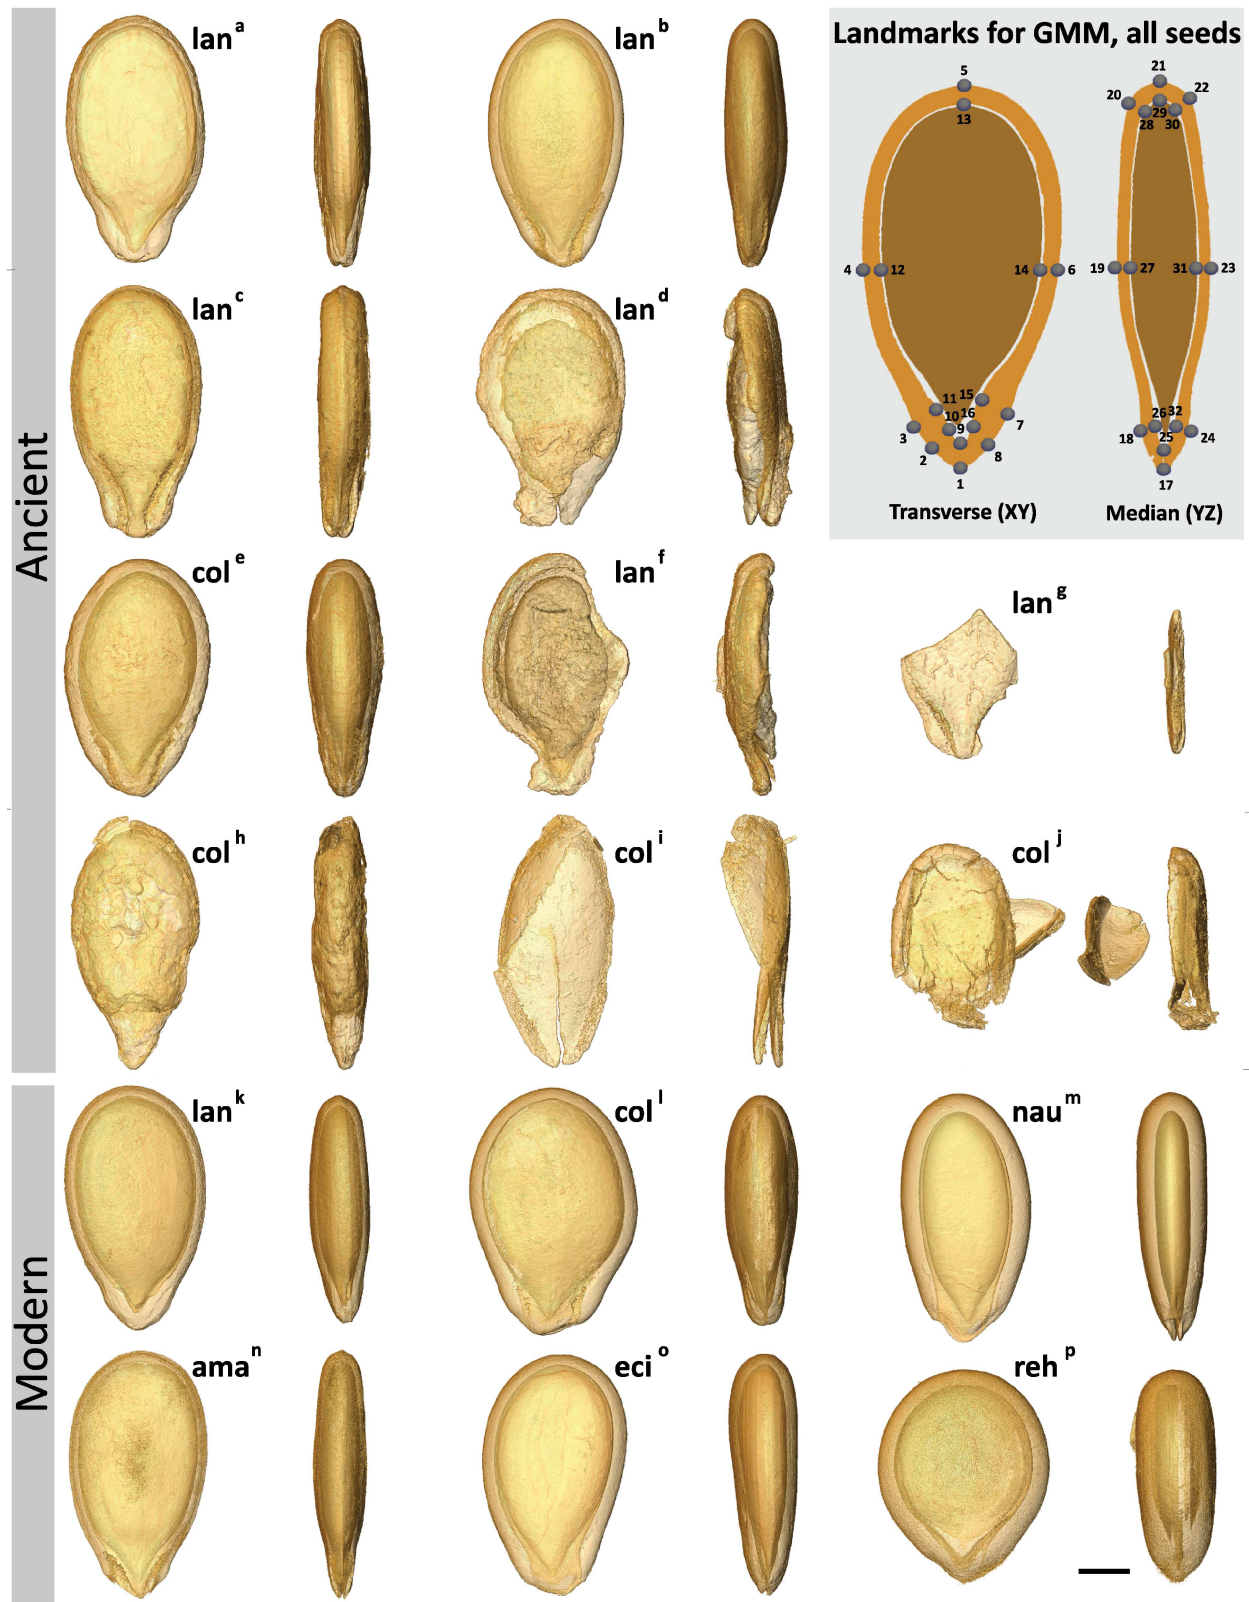 Ancient
lan a
lan b
Landmarks for GMM, all seeds
5
13
4
12
14
6
11
15
10
16
3
9
7
2
8
1
Transverse (XY)
21
20
22
29
28
30
19
27
31
23
26
32
18
25
24
17
Median (YZ)
lan c
lan d
col e
lan f
lan g
col h
col i
col j
Modern
lan k
col l
nau m
ama n
eci o
reh p